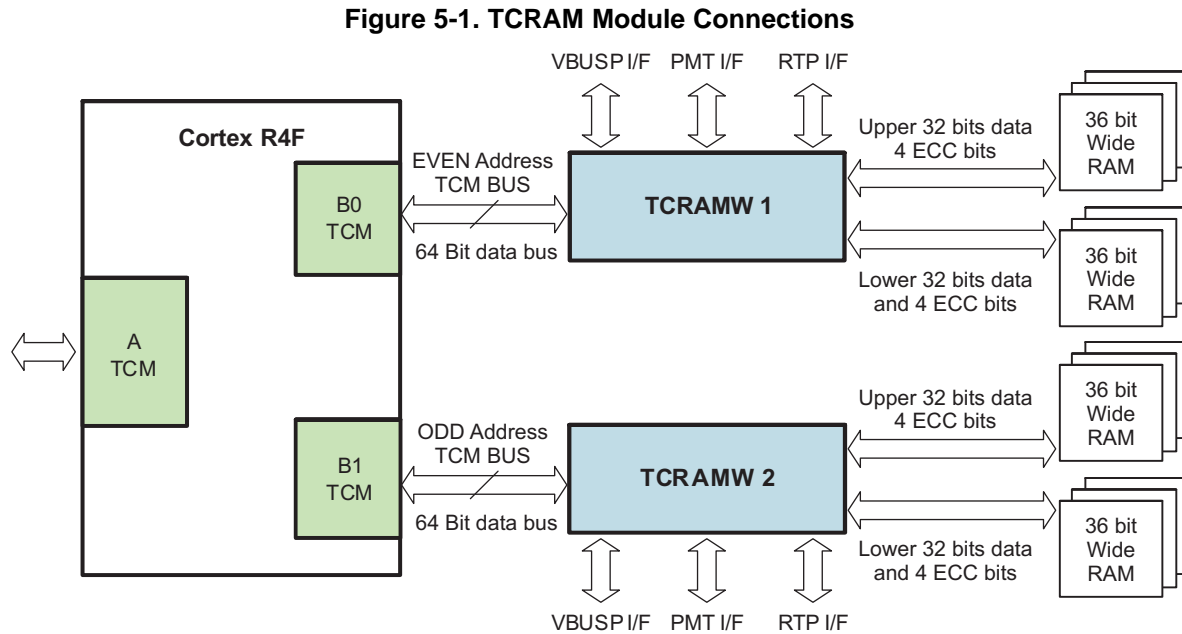 Figure 5-1. TCRAM Module Connections
VBUSP I/F
PMT I/F
RTP I/F
Cortex R4F
B0
TCM
A
TCM
B1
TCM
EVEN Address
TCM BUS
64 Bit data bus
TCRAMW 1
Upper 32 bits data
4 ECC bits
Lower 32 bits data
and 4 ECC bits
36 bit
Wide
RAM
36 bit
Wide
RAM
ODD Address
TCM BUS
64 Bit data bus
TCRAMW 2
Upper 32 bits data
4 ECC bits
Lower 32 bits data
and 4 ECC bits
36 bit
Wide
RAM
36 bit
Wide
RAM
VBUSP I/F
PMT I/F
RTP I/F